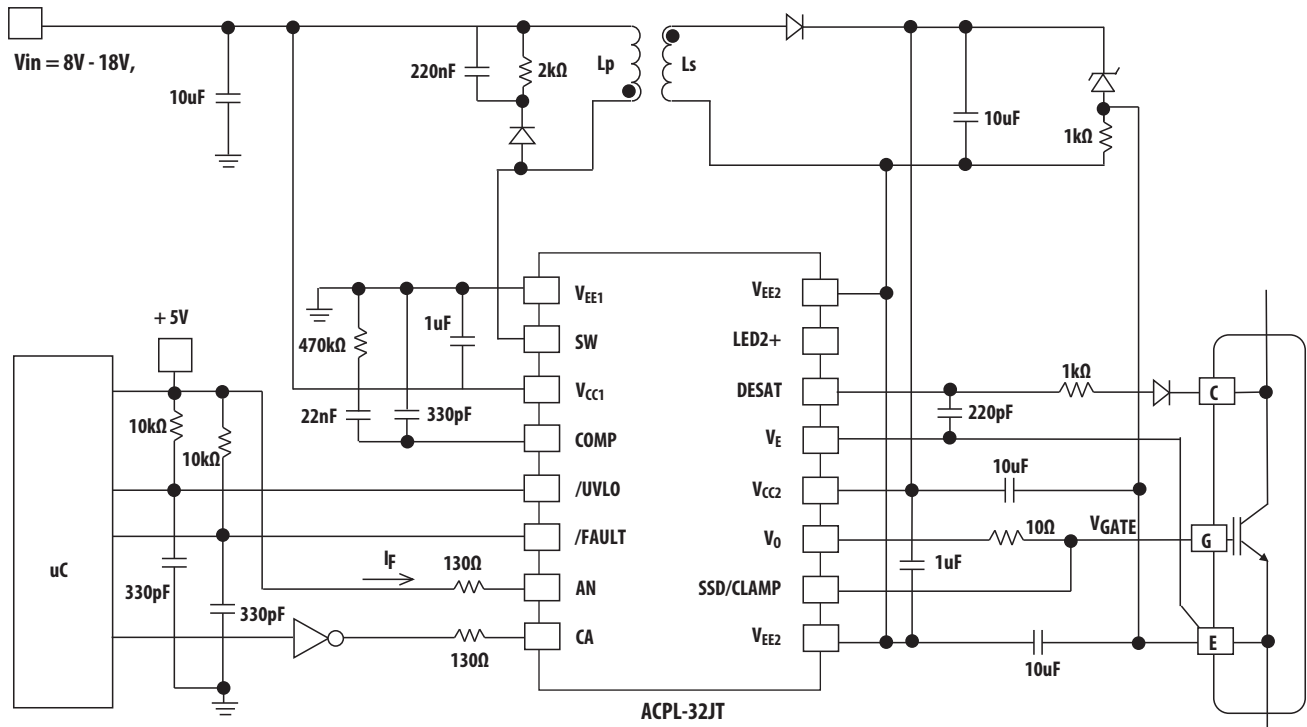 Vin = 8V - 18V,
10uF
220nF
2kΩ
Lp
Ls
10uF
1kΩ
+ 5V
470kΩ
1uF
22nF
330pF
10kΩ
10kΩ
uC
330pF
330pF
IF
130Ω
130Ω
VEE1
SW
VCC1
COMP
/UVLO
/FAULT
AN
CA
VEE2
LED2+
DESAT
VE
VCC2
VO
SSD/CLAMP
VEE2
ACPL-32JT
1kΩ
220pF
10uF
10Ω
VGATE
1uF
10uF
C
G
E